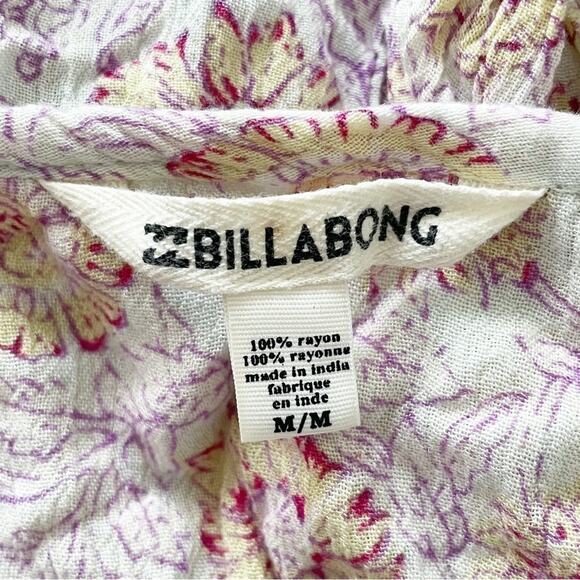 BILLABONG
100% rayon
100% rayonne
made in india
fabrique
en inde
M/M